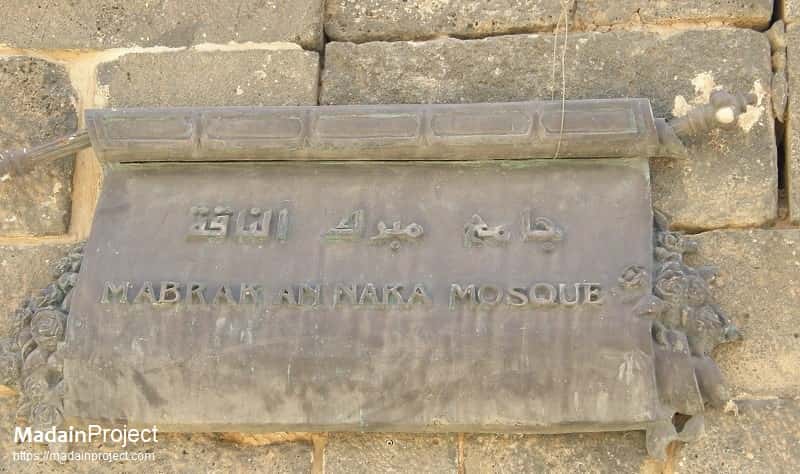 جامع مبرك الناقة
MABRAK AN NAKA MOSQUE
MadainProject
https://madainproject.com